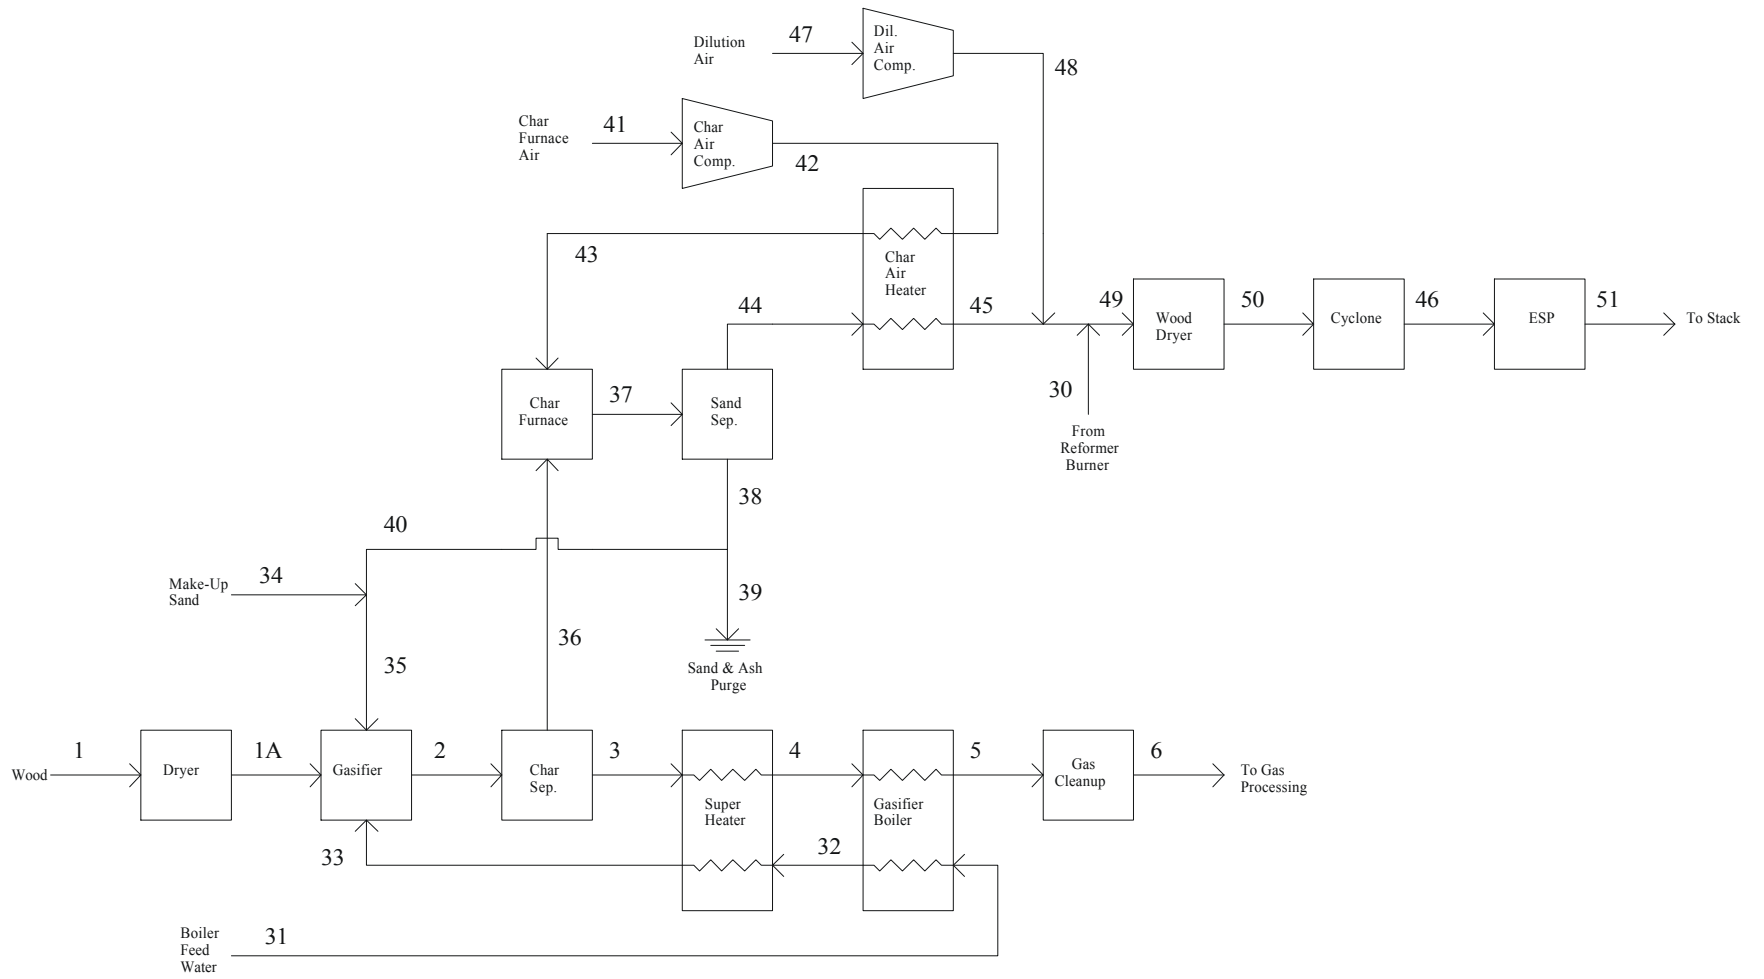 47
Dilution
Air
Dil.
Air
Comp.
48
Char
Furnace
Air
41
Char
Air
Comp.
42
43
Char
Air
Heater
44
45
49
Wood
Dryer
50
Cyclone
46
ESP
51
To Stack
30
From
Reformer
Burner
Char
Furnace
37
Sand
Sep.
38
40
Make-Up
Sand
34
39
36
35
Sand & Ash
Purge
Wood
1
Dryer
1A
Gasifier
2
Char
Sep.
3
Super
Heater
4
Gasifier
Boiler
5
Gas
Cleanup
6
To Gas
Processing
33
32
Boiler
Feed
Water
31